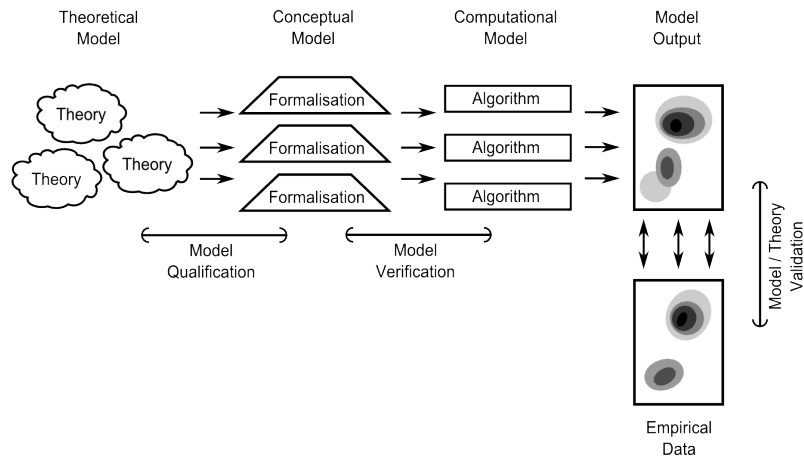 Theoretical
Model
Conceptual
Model
Computational
Model
Model
Output
Theory
Theory
Theory
Formalisation
Formalisation
Formalisation
Algorithm
Algorithm
Algorithm
Model
Qualification
Model
Verification
Model / Theory
Validation
Empirical
Data